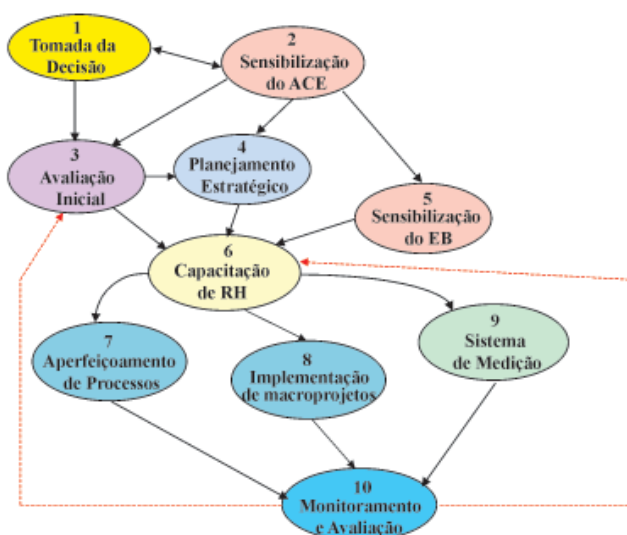 1
Tomada da
Decisão
2
Sensibilização
do ACE
3
Avaliação
Inicial
4
Planejamento
Estratégico
5
Sensibilização
do EB
6
Capacitação
de RH
7
Aperfeiçoamento
de Processos
8
Implementação
de macroprojetos
9
Sistema
de Medição
10
Monitoramento
e Avaliação